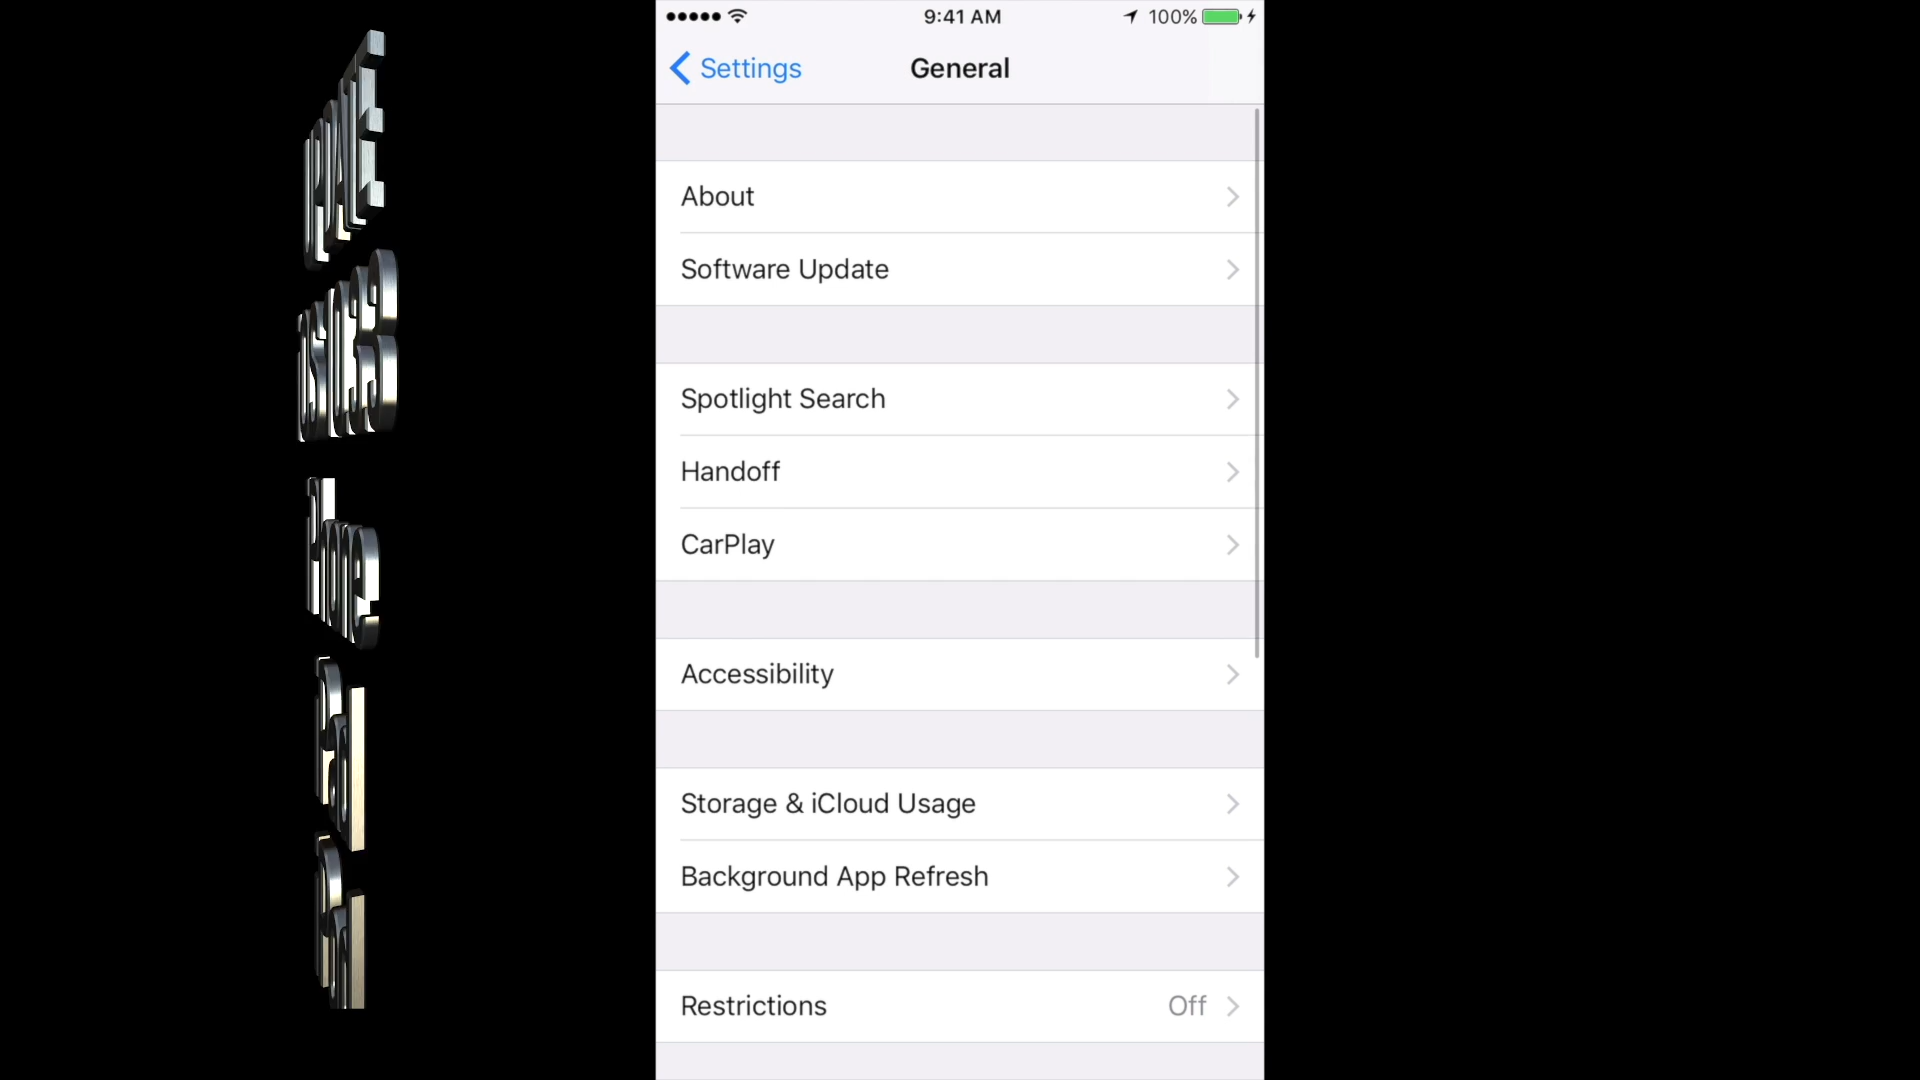 9:41 AM
100%
Settings
General
About
Software Update
Spotlight Search
Handoff
CarPlay
Accessibility
Storage & iCloud Usage
Background App Refresh
Restrictions Off